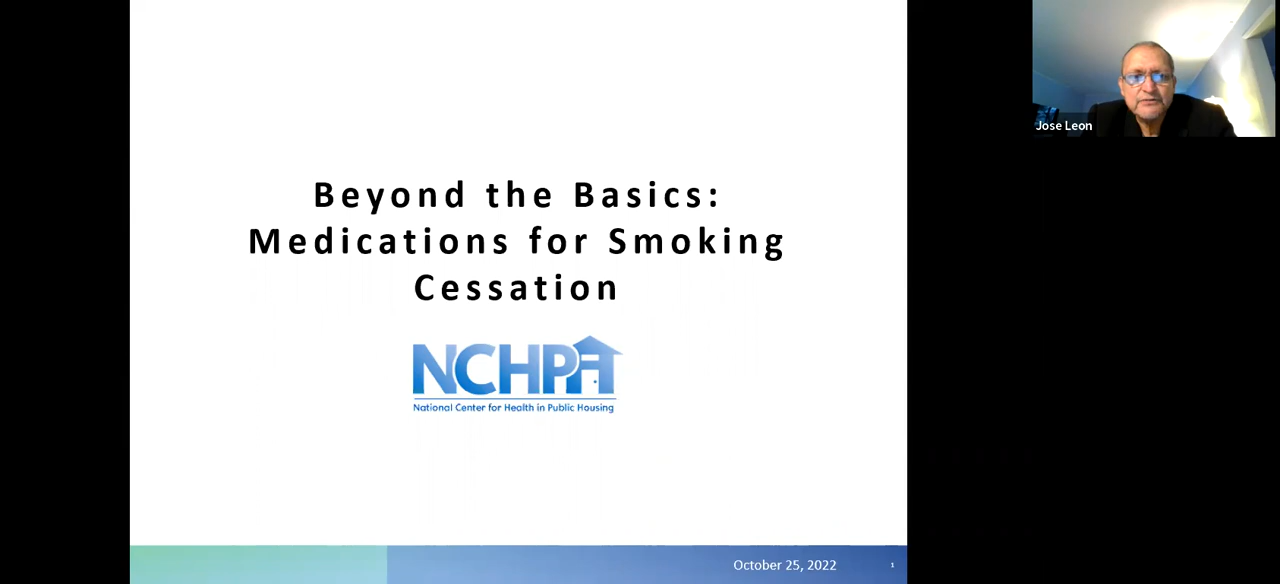 Beyond the Basics:
Medications for Smoking
Cessation
NCHPH
National Center for Health in Public Housing
October 25, 2022
1
Jose Leon